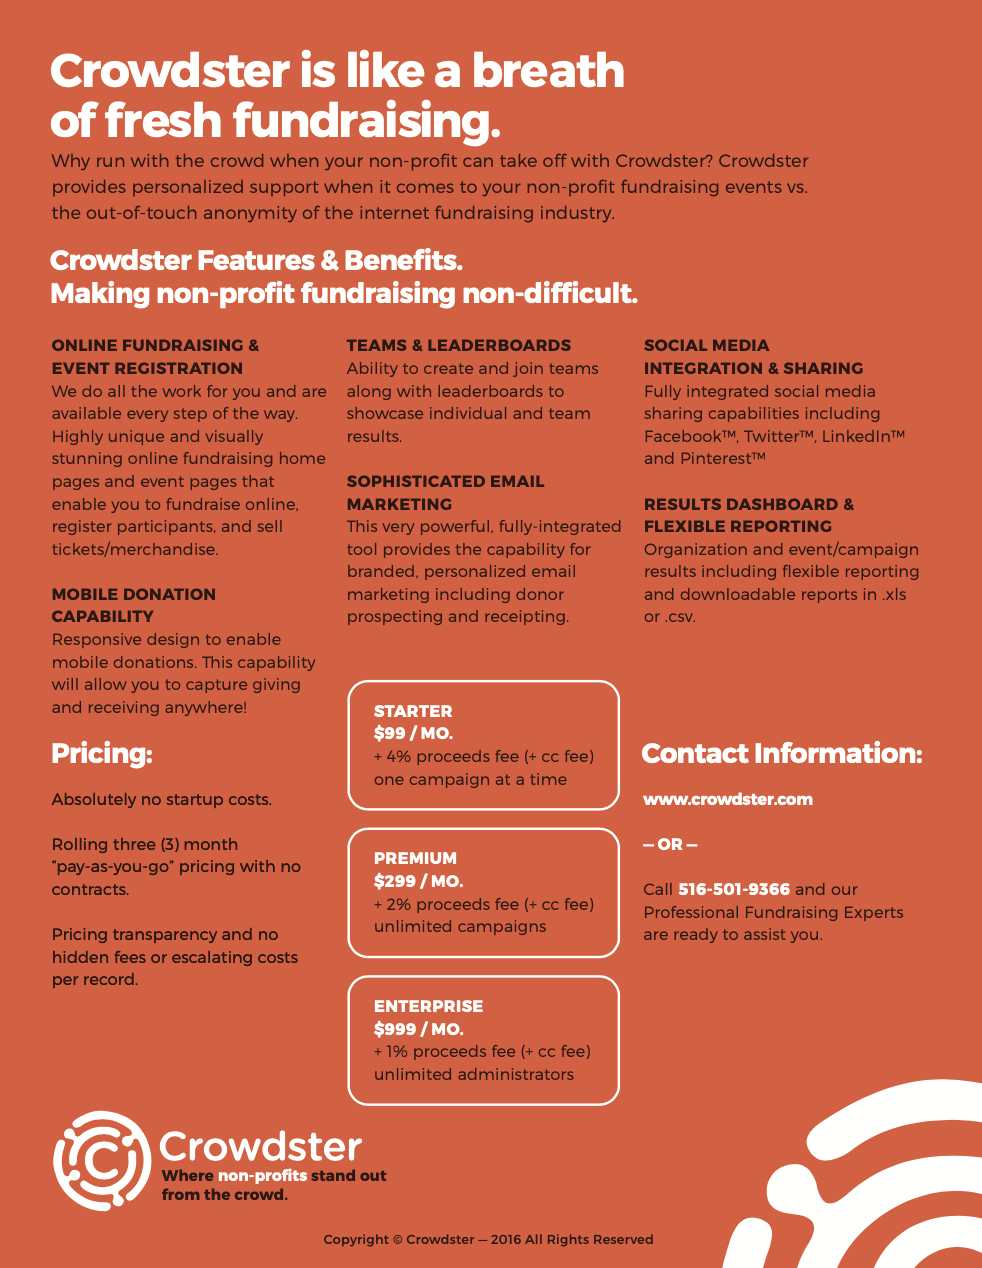 Crowdster is like a breath
of fresh fundraising.
Why run with the crowd when your non-profit can take off with Crowdster? Crowdster
provides personalized support when it comes to your non-profit fundraising events vs.
the out-of-touch anonymity of the internet fundraising industry.
Crowdster Features & Benefits.
Making non-profit fundraising non-difficult.
ONLINE FUNDRAISING &
EVENT REGISTRATION
We do all the work for you and are
available every step of the way.
Highly unique and visually
stunning online fundraising home
pages and event pages that
enable you to fundraise online,
register participants, and sell
tickets/merchandise.
MOBILE DONATION
CAPABILITY
Responsive design to enable
mobile donations. This capability
will allow you to capture giving
and receiving anywhere!
TEAMS & LEADERBOARDS
Ability to create and join teams
along with leaderboards to
showcase individual and team
results.
SOPHISTICATED EMAIL
MARKETING
This very powerful, fully-integrated
tool provides the capability for
branded, personalized email
marketing including donor
prospecting and receipting.
SOCIAL MEDIA
INTEGRATION & SHARING
Fully integrated social media
sharing capabilities including
Facebook™, Twitter™, LinkedIn™
and Pinterest™
RESULTS DASHBOARD &
FLEXIBLE REPORTING
Organization and event/campaign
results including flexible reporting
and downloadable reports in .xls
or .csv.
Pricing:
Absolutely no startup costs.
Rolling three (3) month
“pay-as-you-go” pricing with no
contracts.
Pricing transparency and no
hidden fees or escalating costs
per record.
STARTER
$99 / MO.
+ 4% proceeds fee (+ cc fee)
one campaign at a time
PREMIUM
$299 / MO.
+ 2% proceeds fee (+ cc fee)
unlimited campaigns
ENTERPRISE
$999 / MO.
+ 1% proceeds fee (+ cc fee)
unlimited administrators
Contact Information:
www.crowdster.com
— OR —
Call 516-501-9366 and our
Professional Fundraising Experts
are ready to assist you.
Crowdster
Where non-profits stand out
from the crowd.
Copyright © Crowdster — 2016 All Rights Reserved